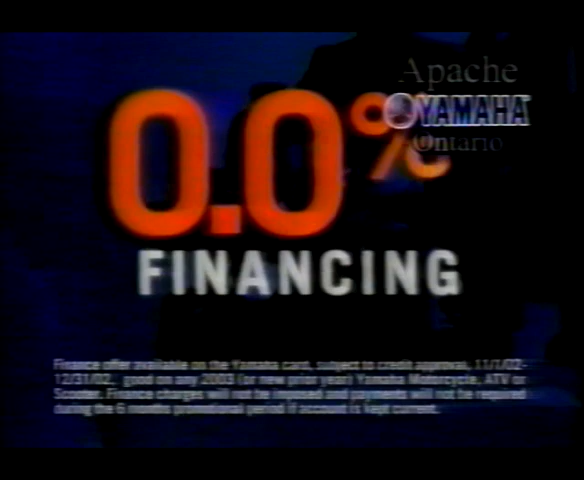 Apache
YAMAHA
Ontario
0.0%
FINANCING
Finance offer available on the Yamaha card, subject to credit approval, 11/1/02-
12/31/02, good on any 2003 (or new prior year) Yamaha Motorcycle, ATV or
Scooter. Finance charges will not be imposed and payments will not be required
during the 6 months promotional period if account is kept current.